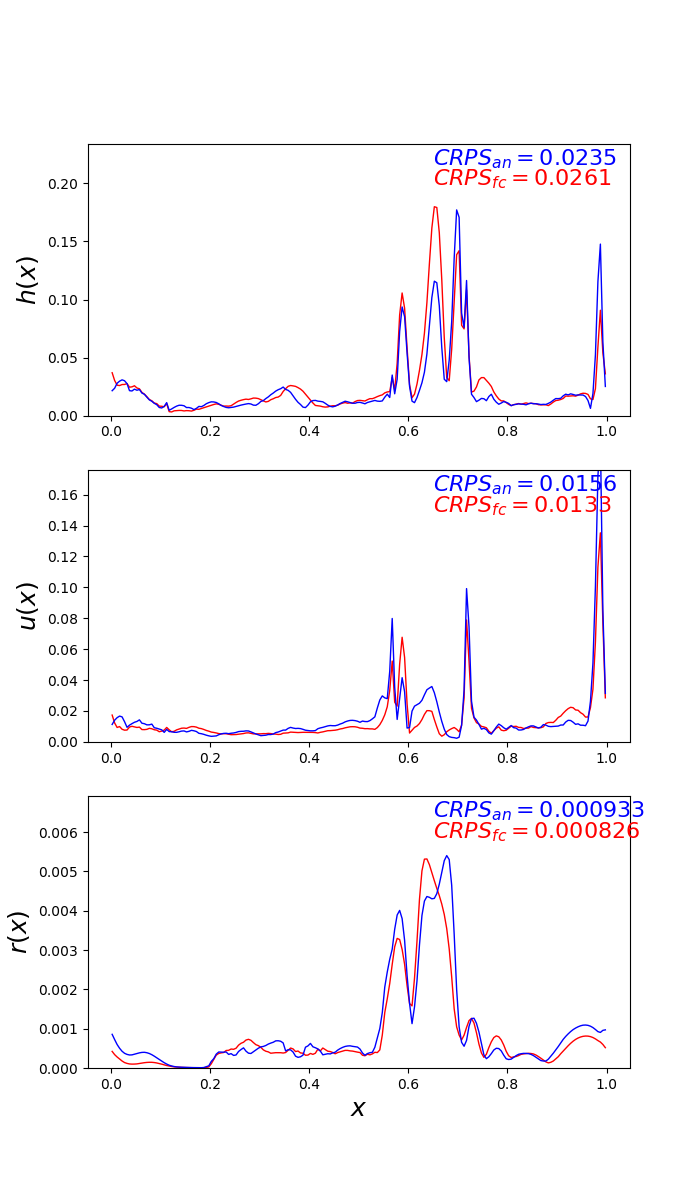 CRPS_an = 0.0235
CRPS_fc = 0.0261
h(x)
0.20
0.15
0.10
0.05
0.00
0.0 0.2 0.4 0.6 0.8 1.0
CRPS_an = 0.0156
CRPS_fc = 0.0133
u(x)
0.16
0.14
0.12
0.10
0.08
0.06
0.04
0.02
0.00
0.0 0.2 0.4 0.6 0.8 1.0
CRPS_an = 0.000933
CRPS_fc = 0.000826
r(x)
0.006
0.005
0.004
0.003
0.002
0.001
0.000
0.0 0.2 0.4 0.6 0.8 1.0
x